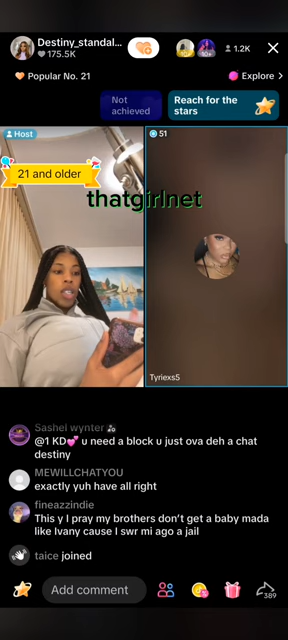 Destiny_standal...
175.5K
10+
1.2K
Popular No. 21
Explore >
Not achieved
Reach for the stars
Host
51
21 and older
thatgirlnet
Tyriexs5
Sashel wynter
@1 KD💕 u need a block u just ova deh a chat
destiny
MEWILLCHATYOU
exactly yuh have all right
fineazzindie
This y I pray my brothers don't get a baby mada
like Ivany cause I swr mi ago a jail
taice joined
Add comment
389